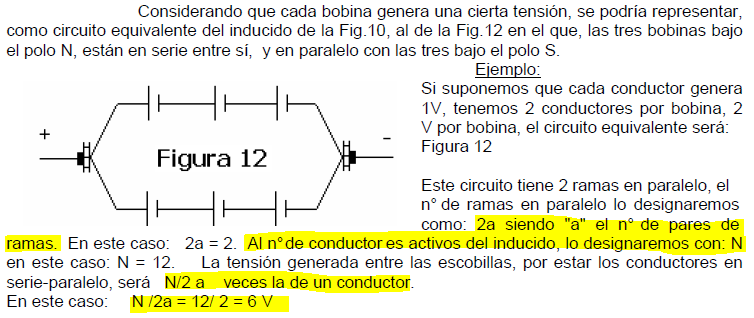 Considerando que cada bobina genera una cierta tensión, se podría representar,
como circuito equivalente del inducido de la Fig.10, al de la Fig.12 en el que, las tres bobinas bajo
el polo N, están en serie entre sí, y en paralelo con las tres bajo el polo S.
Ejemplo:
Si suponemos que cada conductor genera
1V, tenemos 2 conductores por bobina, 2
V por bobina, el circuito equivalente será:
Figura 12
+
-
Figura 12
Este circuito tiene 2 ramas en paralelo, el
n° de ramas en paralelo lo designaremos
como: 2a siendo "a" el n° de pares de
ramas. En este caso: 2a = 2. Al n° de conductor es activos del inducido, lo designaremos con: N
en este caso: N = 12. La tensión generada entre las escobillas, por estar los conductores en
serie-paralelo, será N/2 a veces la de un conductor.
En este caso: N /2a = 12/ 2 = 6 V